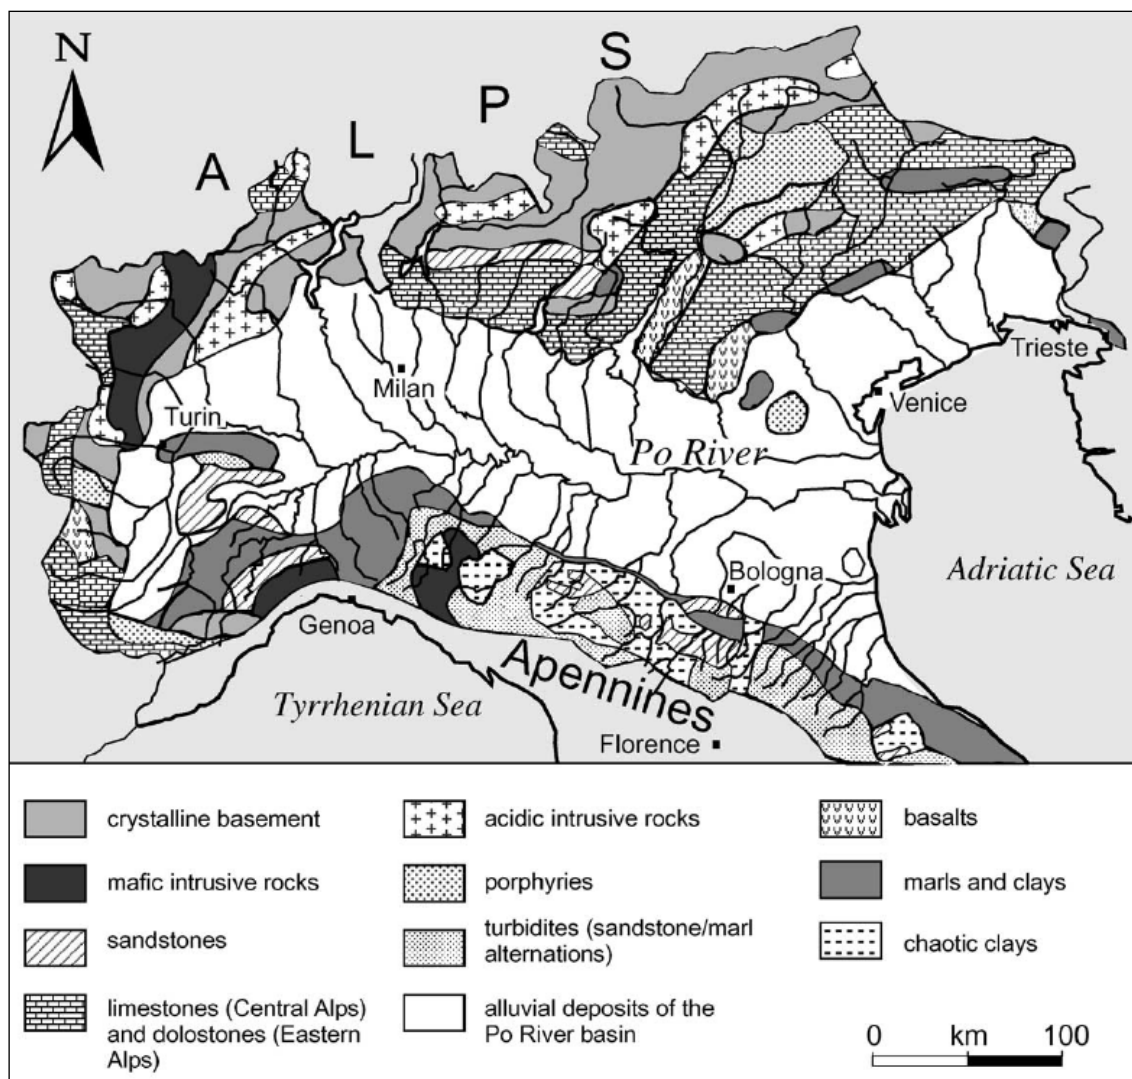 N
A L P S
Milan
Turin
Trieste
Venice
Po River
Bologna
Adriatic Sea
Genoa
Apennines
Tyrrhenian Sea
Florence
crystalline basement
acidic intrusive rocks
basalts
mafic intrusive rocks
porphyries
marls and clays
sandstones
turbidites (sandstone/marl
alternations)
chaotic clays
limestones (Central Alps)
and dolostones (Eastern
Alps)
alluvial deposits of the
Po River basin
0 km 100